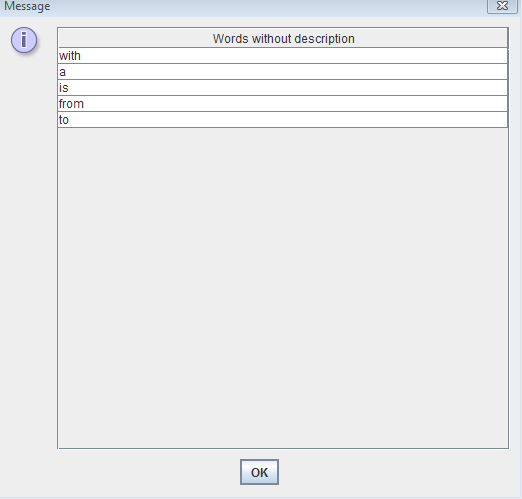 Message
Words without description
with
a
is
from
to
OK